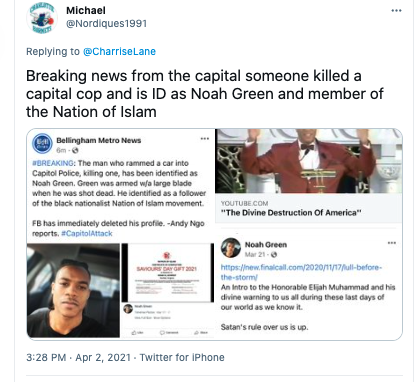 Michael
@Nordiques1991
Replying to @CharriseLane
Breaking news from the capital someone killed a
capital cop and is ID as Noah Green and member of
the Nation of Islam
Bellingham Metro News
6m
#BREAKING: The man who rammed a car into
Capitol Police, killing one, has been identified as
Noah Green. Green was armed w/a large blade
when he was shot dead. He identified as a follower
of the black nationalist Nation of Islam movement.
FB has immediately deleted his profile. -Andy Ngo
reports. #CapitolAttack
SAVIOURS' DAY GIFT 2021
YOUTUBE.COM
"The Divine Destruction Of America"
Noah Green
Mar 21
https://new.finalcall.com/2020/11/17/lull-before-
the-storm/
An Intro to the Honorable Elijah Muhammad and his
divine warning to us all during these last days of
our world as we know it.
Satan's rule over us is up.
3:28 PM · Apr 2, 2021 · Twitter for iPhone